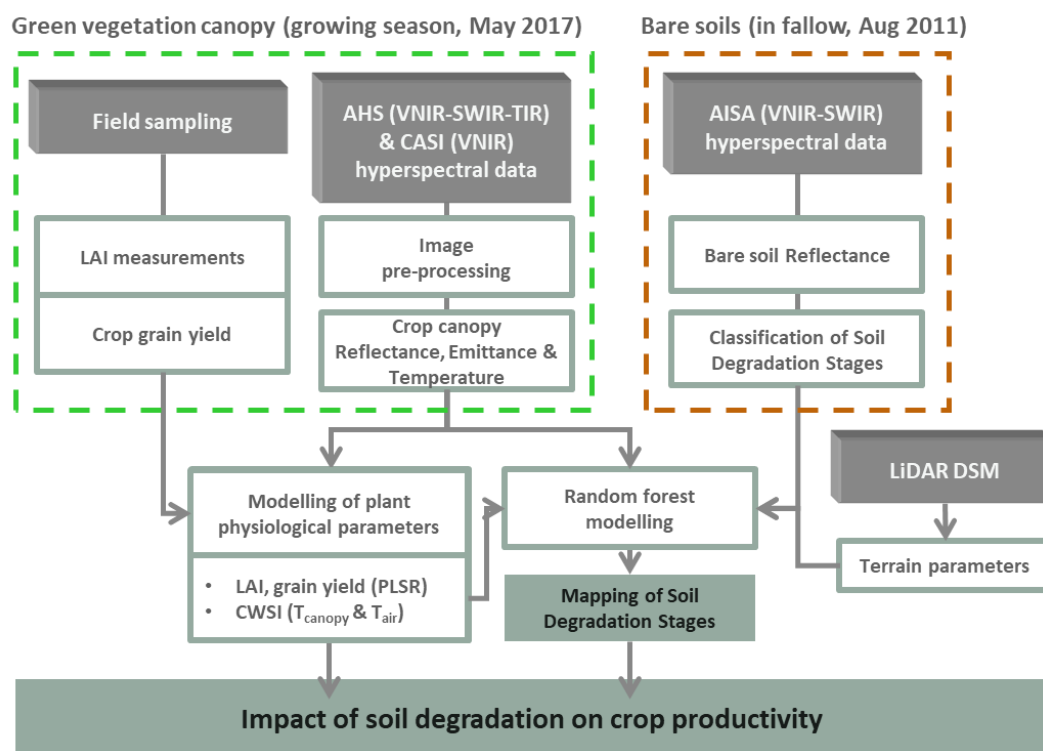 Green vegetation canopy (growing season, May 2017)
Bare soils (in fallow, Aug 2011)
Field sampling
AHS (VNIR-SWIR-TIR)
& CASI (VNIR)
hyperspectral data
AISA (VNIR-SWIR)
hyperspectral data
LAI measurements
Crop grain yield
Image
pre-processing
Crop canopy
Reflectance, Emittance &
Temperature
Bare soil Reflectance
Classification of Soil
Degradation Stages
LiDAR DSM
Terrain parameters
Modelling of plant
physiological parameters
• LAI, grain yield (PLSR)
• CWSI (Tcanopy & Tair)
Random forest
modelling
Mapping of Soil
Degradation Stages
Impact of soil degradation on crop productivity